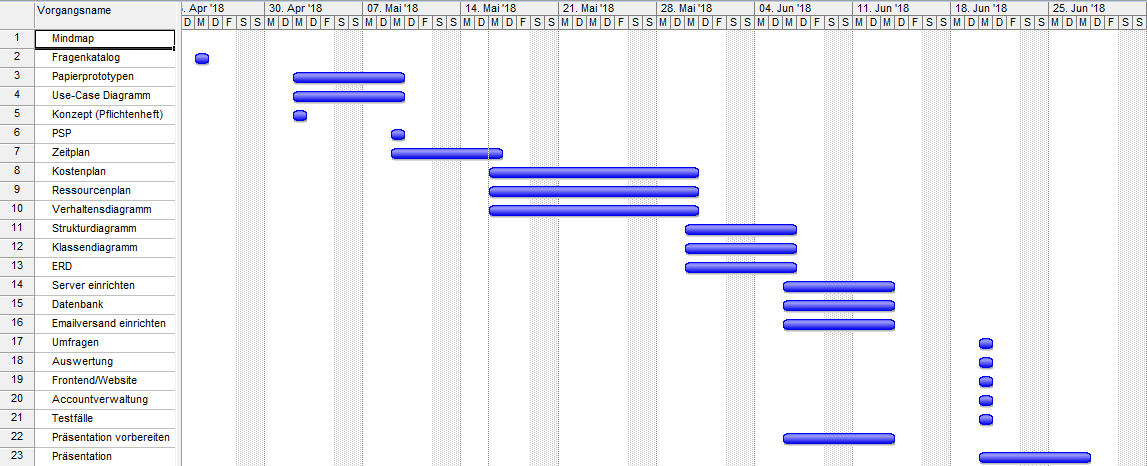 Vorgangsname
. Apr '18 30. Apr '18 07. Mai '18 14. Mai '18 21. Mai '18 28. Mai '18 04. Jun '18 11. Jun '18 18. Jun '18 25. Jun '18
D M D F S S M D M D F S S M D M D F S S M D M D F S S M D M D F S S M D M D F S S M D M D F S S M D M D F S S M D M D F S S M D M D F S S
1 Mindmap
2 Fragenkatalog
3 Papierprototypen
4 Use-Case Diagramm
5 Konzept (Pflichtenheft)
6 PSP
7 Zeitplan
8 Kostenplan
9 Ressourcenplan
10 Verhaltensdiagramm
11 Strukturdiagramm
12 Klassendiagramm
13 ERD
14 Server einrichten
15 Datenbank
16 Emailversand einrichten
17 Umfragen
18 Auswertung
19 Frontend/Website
20 Accountverwaltung
21 Testfälle
22 Präsentation vorbereiten
23 Präsentation